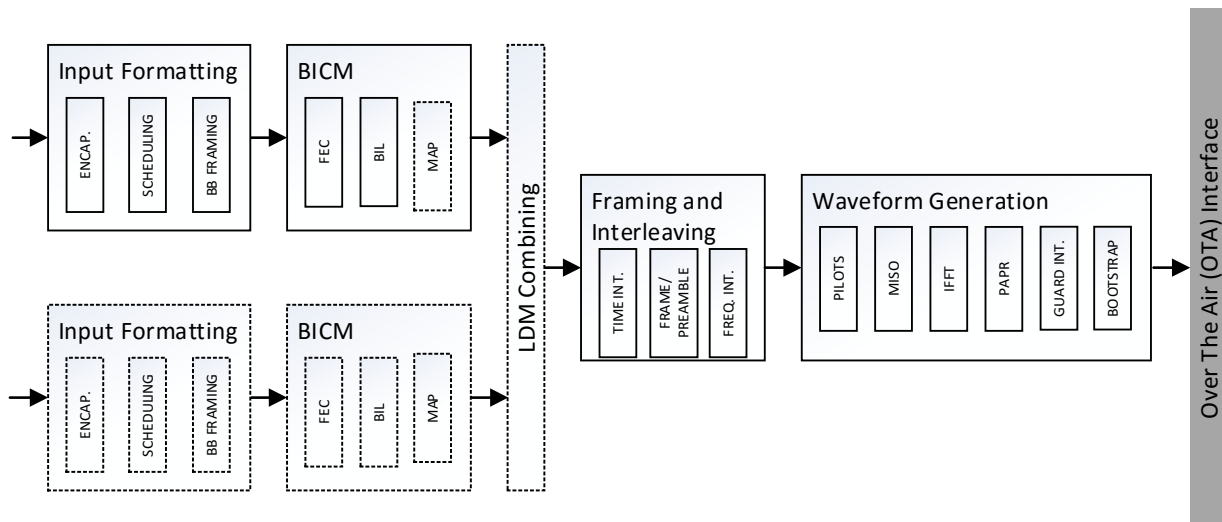 Input Formatting
ENCAP.
SCHEDULING
BB FRAMING
BICM
FEC
BIL
MAP
Input Formatting
ENCAP.
SCHEDULING
BB FRAMING
BICM
FEC
BIL
MAP
LDM Combining
Framing and
Interleaving
TIME INT.
FRAME/
PREAMBLE
FREQ. INT.
Waveform Generation
PILOTS
MISO
IFFT
PAPR
GUARD INT.
BOOTSTRAP
Over The Air (OTA) Interface